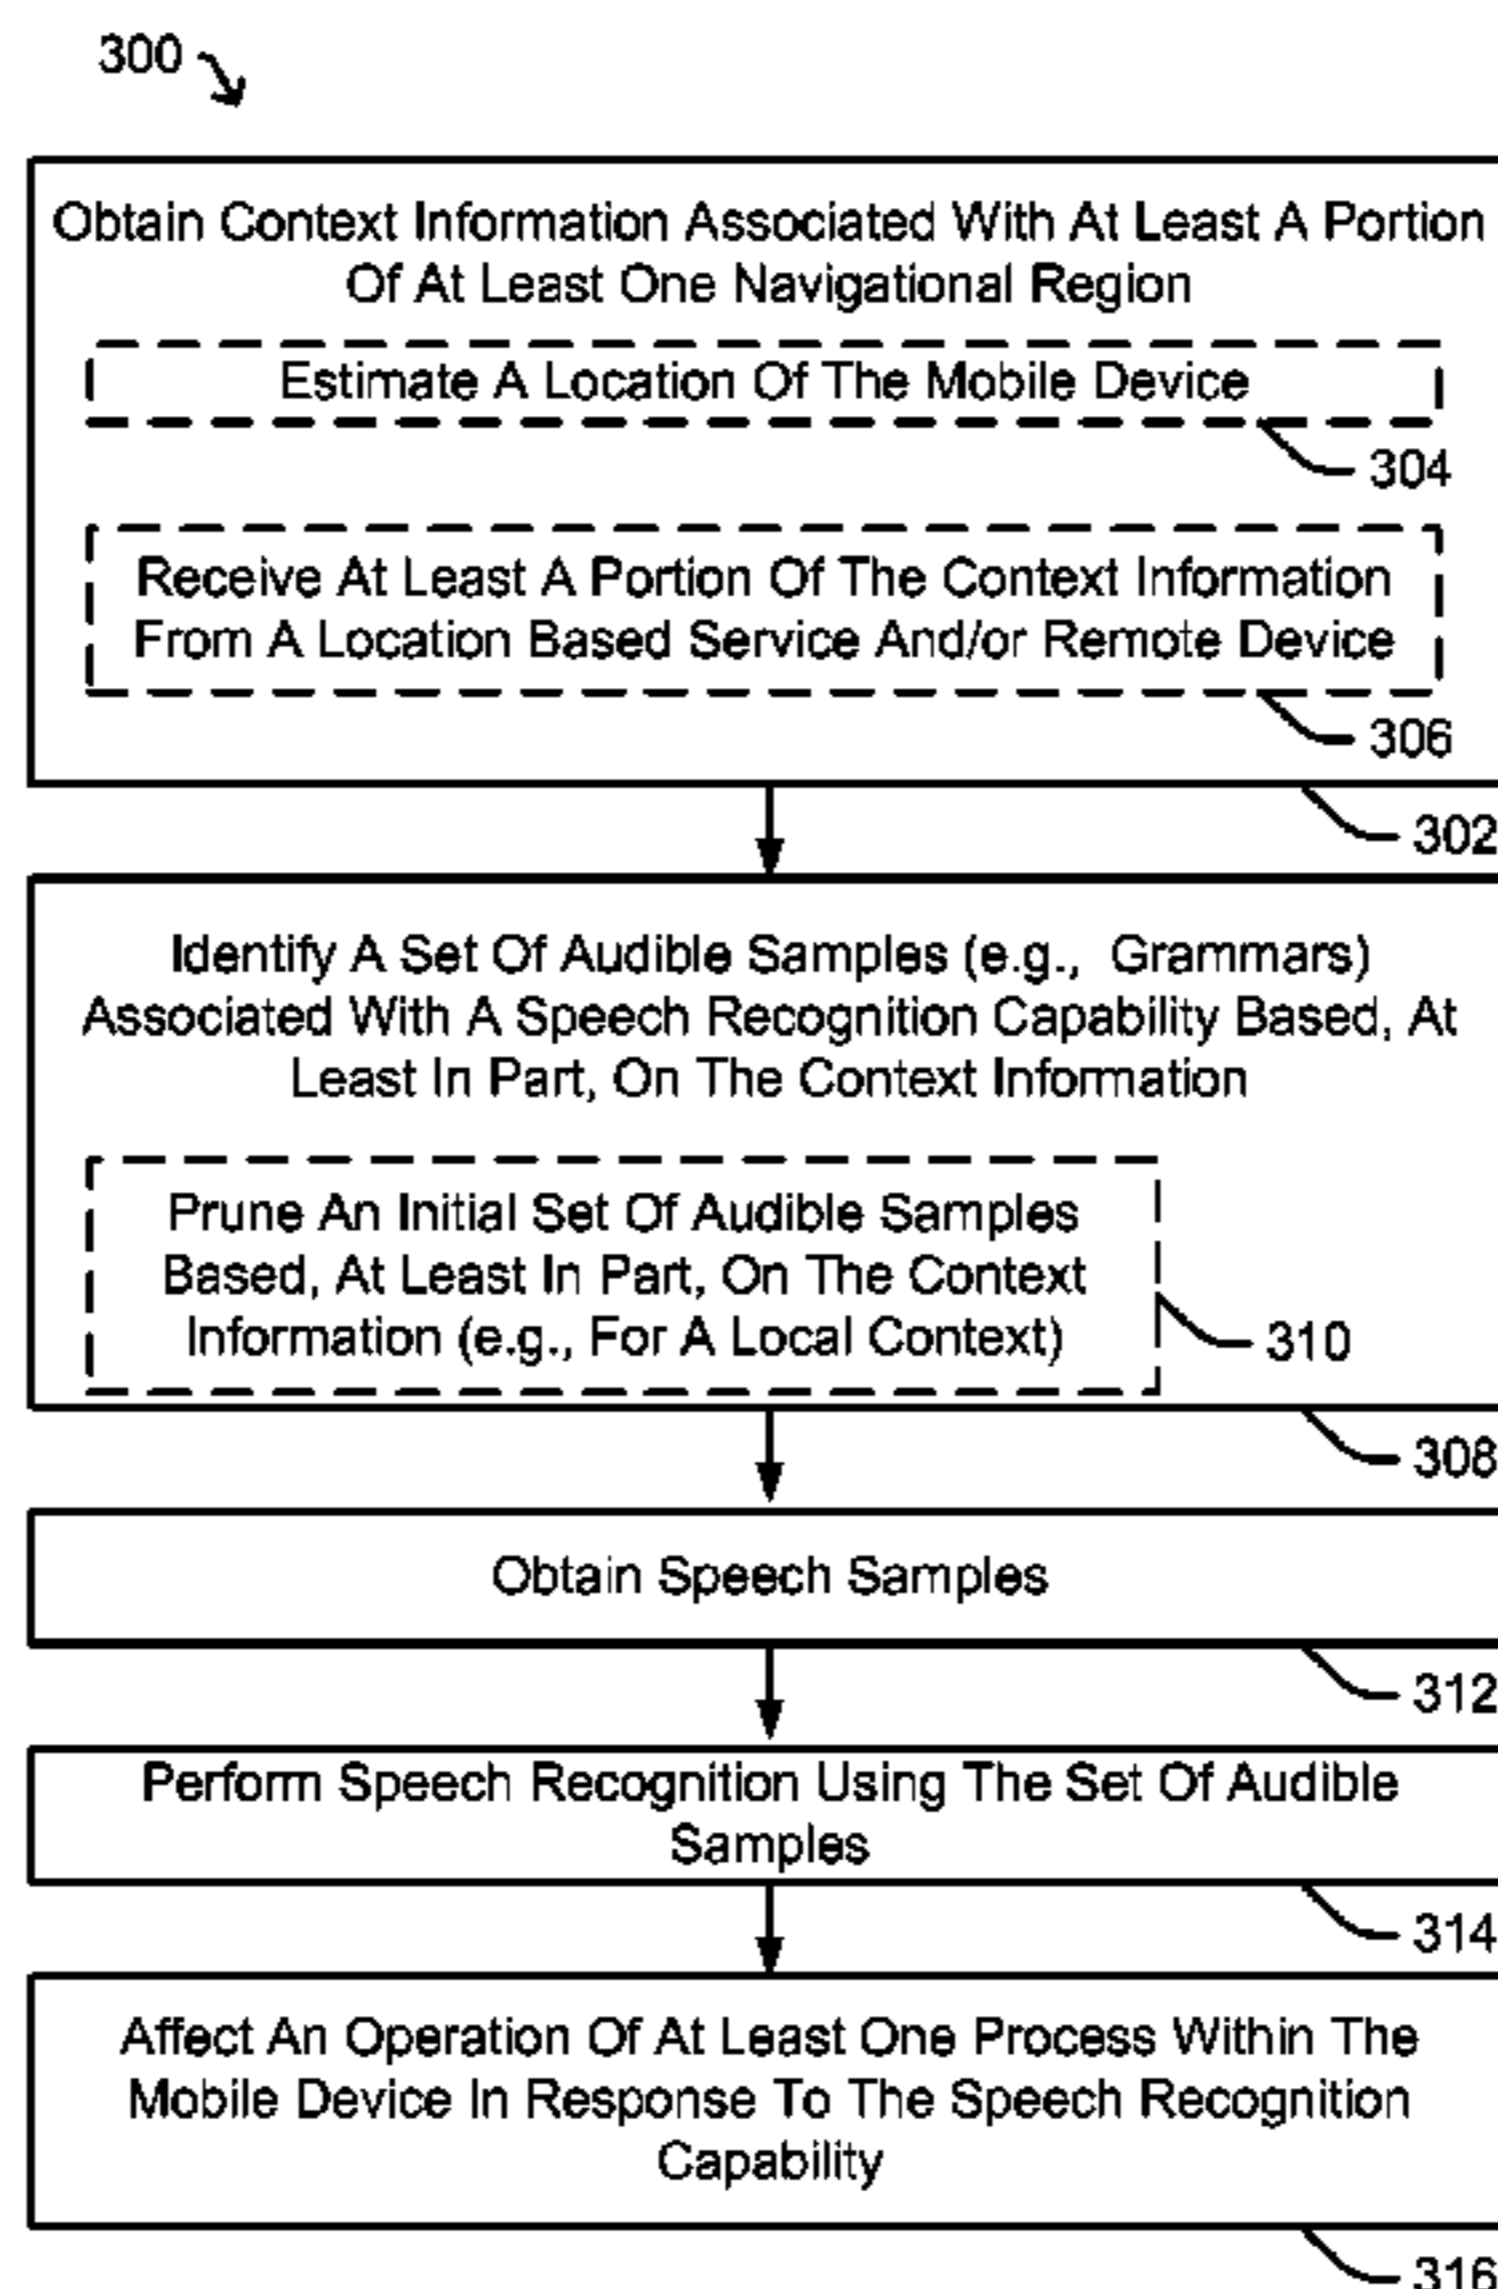 300
Obtain Context Information Associated With At Least A Portion
Of At Least One Navigational Region
Estimate A Location Of The Mobile Device
304
Receive At Least A Portion Of The Context Information
From A Location Based Service And/or Remote Device
306
302
Identify A Set Of Audible Samples (e.g., Grammars)
Associated With A Speech Recognition Capability Based, At
Least In Part, On The Context Information
Prune An Initial Set Of Audible Samples
Based, At Least In Part, On The Context
Information (e.g., For A Local Context)
310
308
Obtain Speech Samples
312
Perform Speech Recognition Using The Set Of Audible
Samples
314
Affect An Operation Of At Least One Process Within The
Mobile Device In Response To The Speech Recognition
Capability
316